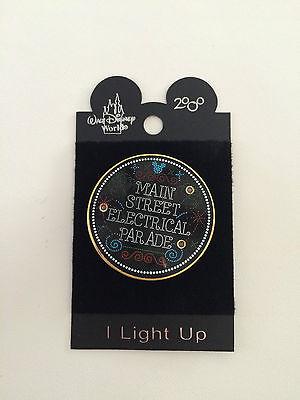 Walt Disney World
2000
MAIN
STREET
ELECTRICAL
PARADE
I Light Up